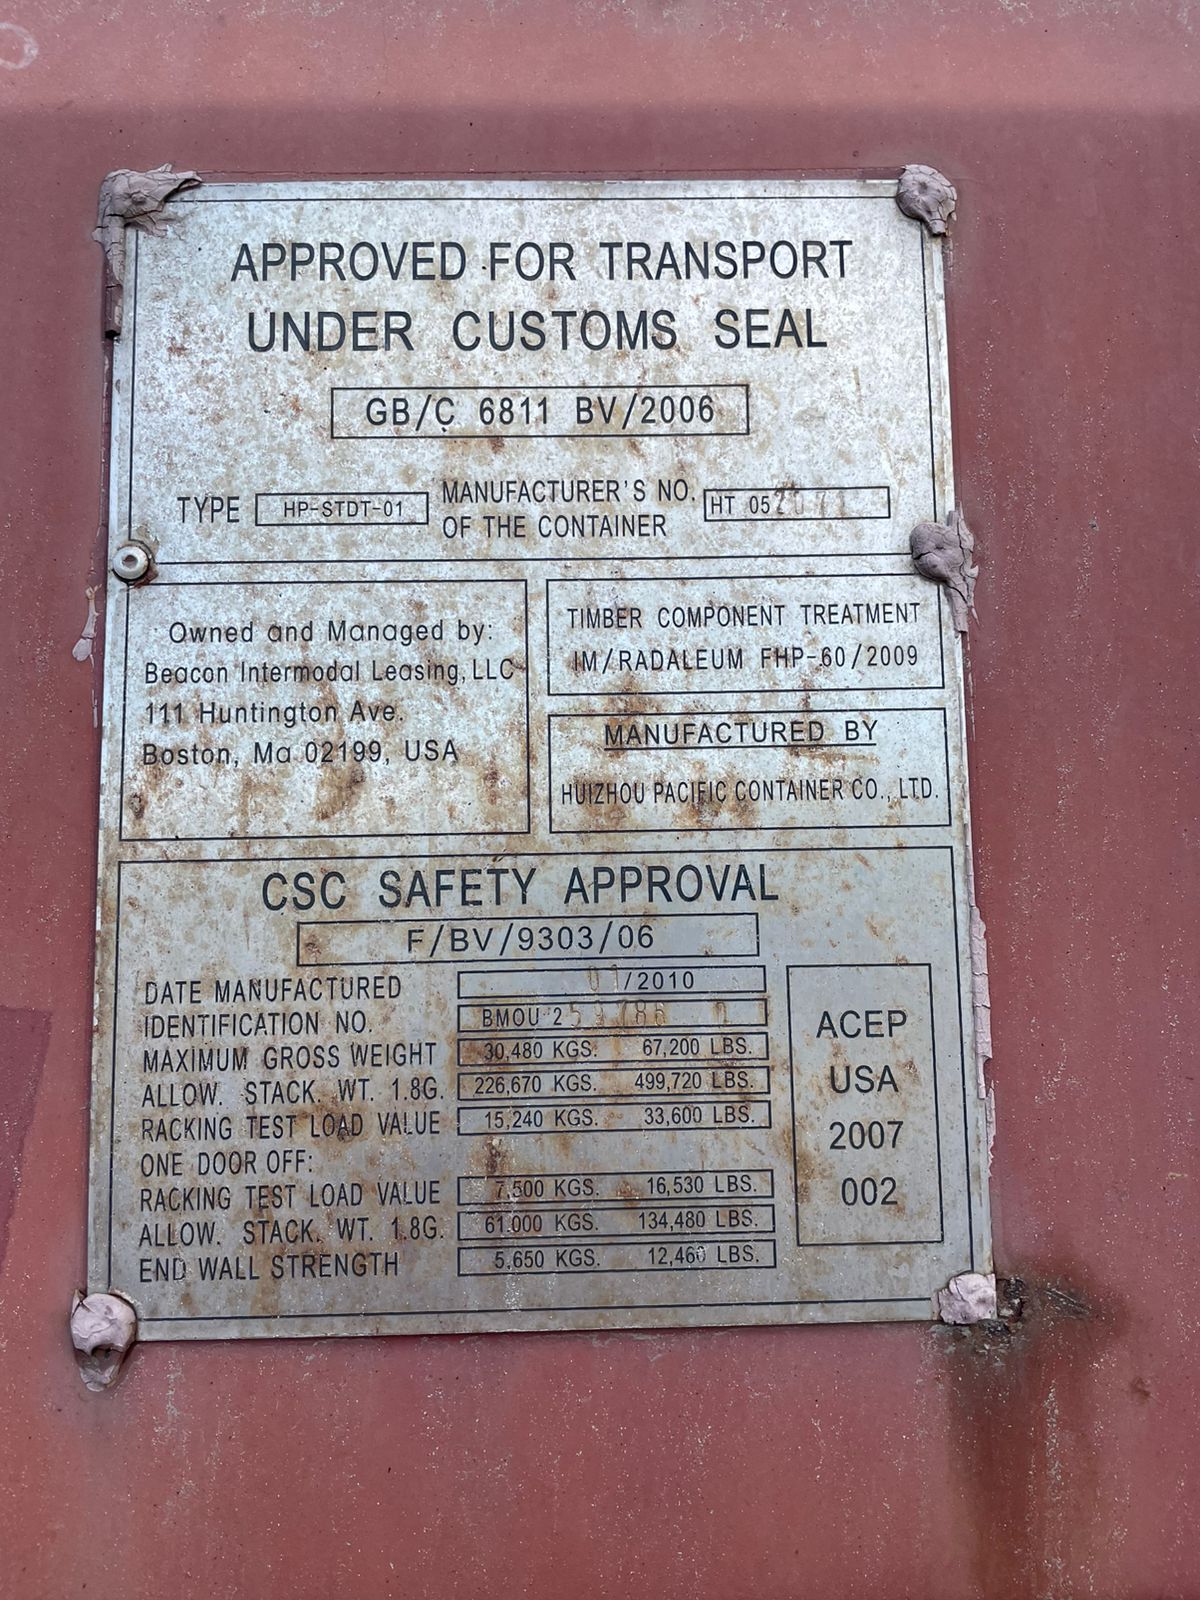 APPROVED FOR TRANSPORT
UNDER CUSTOMS SEAL
GB/C 6811 BV/2006
TYPE HP-STDT-01 MANUFACTURER'S NO. OF THE CONTAINER HT
Owned and Managed by:
Beacon Intermodal Leasing, LLC
111 Huntington Ave.
Boston, Ma 02199, USA
TIMBER COMPONENT TREATMENT
IM/RADALEUM FHP-60/2009
MANUFACTURED BY
HUIZHOU PACIFIC CONTAINER CO., LTD.
CSC SAFETY APPROVAL
F/BV/9303/06
DATE MANUFACTURED /2010
IDENTIFICATION NO. BMOU
MAXIMUM GROSS WEIGHT 30,480 KGS. 67,200 LBS.
ALLOW. STACK. WT. 1.8G. 226,670 KGS. 499,720 LBS.
RACKING TEST LOAD VALUE 15,240 KGS. 33,600 LBS.
ONE DOOR OFF:
RACKING TEST LOAD VALUE 7,500 KGS. 16,530 LBS.
ALLOW. STACK. WT. 1.8G. 61,000 KGS. 134,480 LBS.
END WALL STRENGTH 5,650 KGS. 12,460 LBS.
ACEP
USA
2007
002